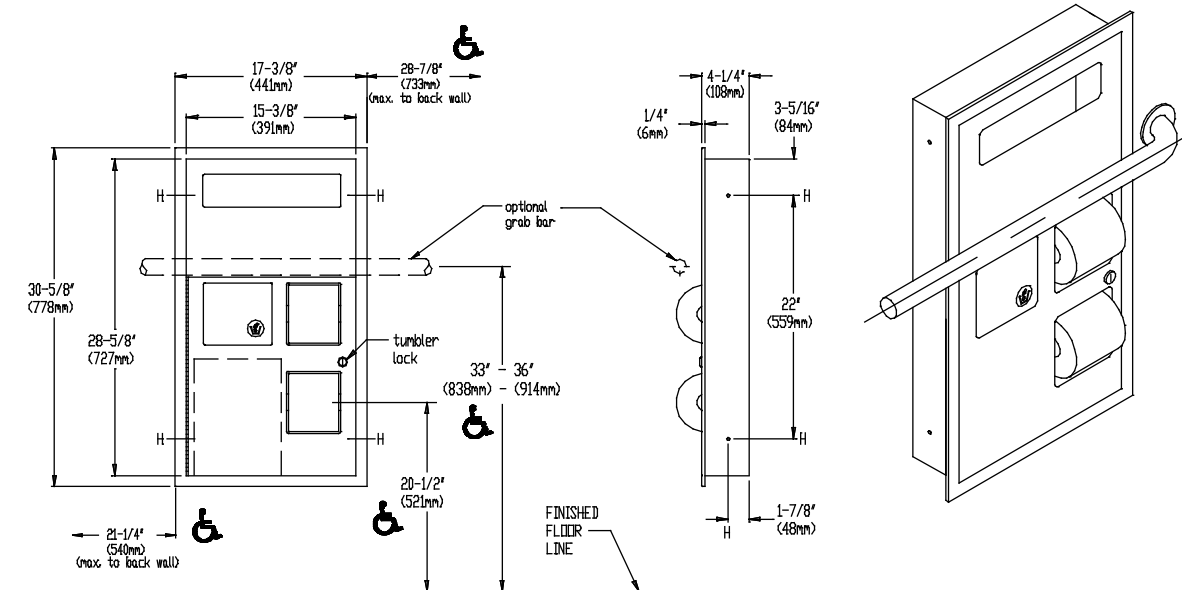 17-3/8"
(441mm)
28-7/8"
(733mm)
(max. to back wall)
15-3/8"
(391mm)
H
H
optional
grab bar
30-5/8"
(778mm)
28-5/8"
(727mm)
tumbler
lock
33" - 36"
(838mm) - (914mm)
H
H
20-1/2"
(521mm)
21-1/4"
(540mm)
(max. to back wall)
4-1/4"
(108mm)
1/4"
(6mm)
3-5/16"
(84mm)
H
22"
(559mm)
H
1-7/8"
(48mm)
H
FINISHED
FLOOR
LINE